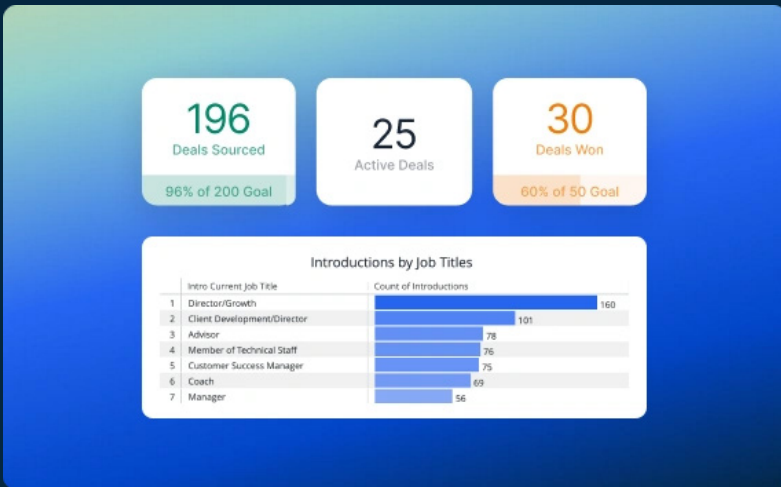 196
Deals Sourced
96% of 200 Goal
25
Active Deals
30
Deals Won
60% of 50 Goal
Introductions by Job Titles
Intro Current Job Title Count of Introductions
1 Director/Growth 160
2 Client Development/Director 101
3 Advisor 78
4 Member of Technical Staff 76
5 Customer Success Manager 75
6 Coach 69
7 Manager 56